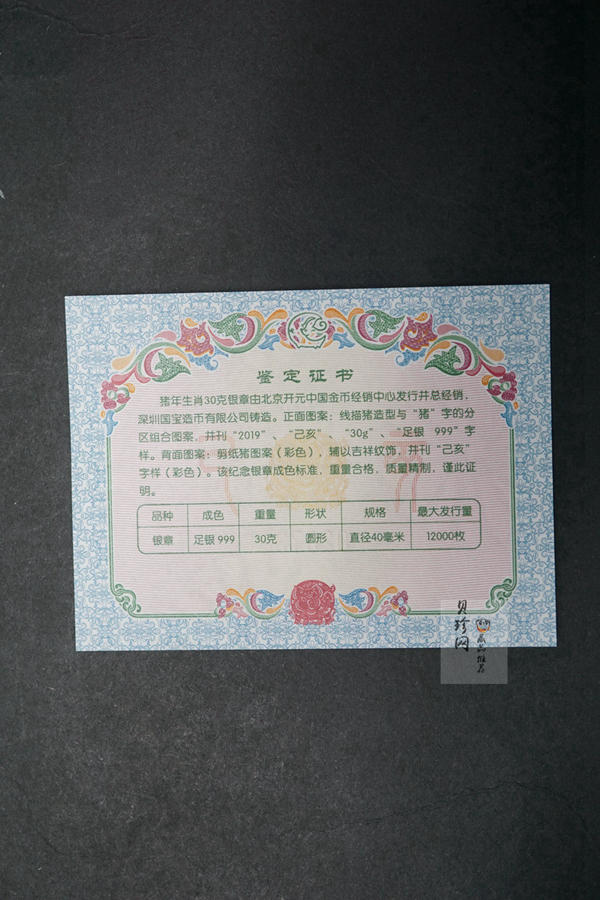 鉴定证书
猪年生肖30克银章由北京开元中国金币经销中心发行并总经销，
深圳国宝造币有限公司铸造。正面图案：线描猪造型与“猪”字的分
区组合图案，并刊“2019”、“己亥”、“30g”、“足银 999”字
样。背面图案：剪纸猪图案（彩色），辅以吉祥纹饰，并刊“己亥”
字样（彩色）。该纪念银章成色标准，重量合格，质量精制，谨此证
明。
品种 成色 重量 形状 规格 最大发行量
银章 足银 999 30克 圆形 直径40毫米 12000枚
贝珍网